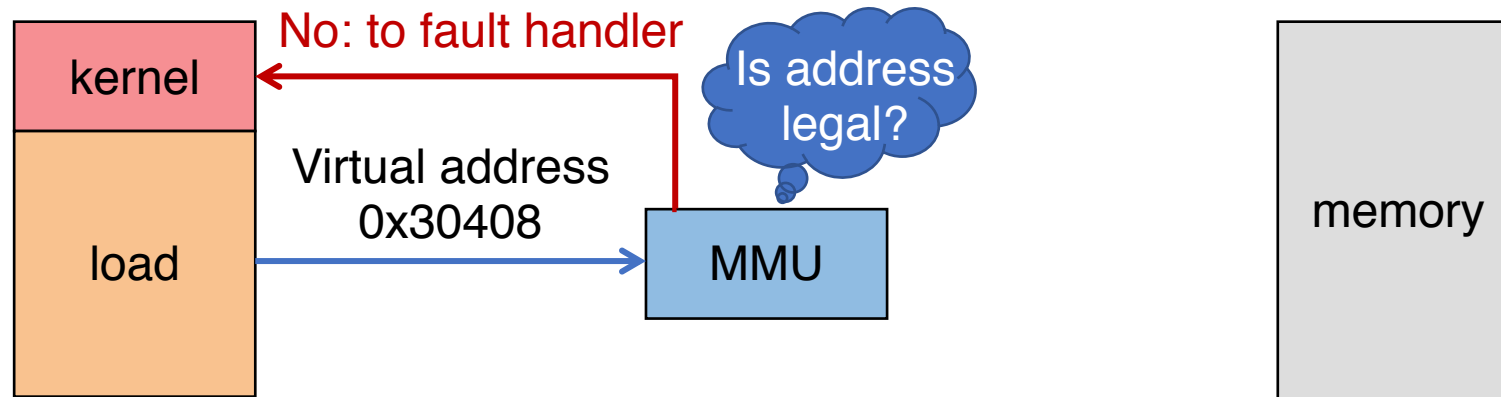 kernel
No: to fault handler
Is address
legal?
Virtual address
0x30408
load
MMU
memory